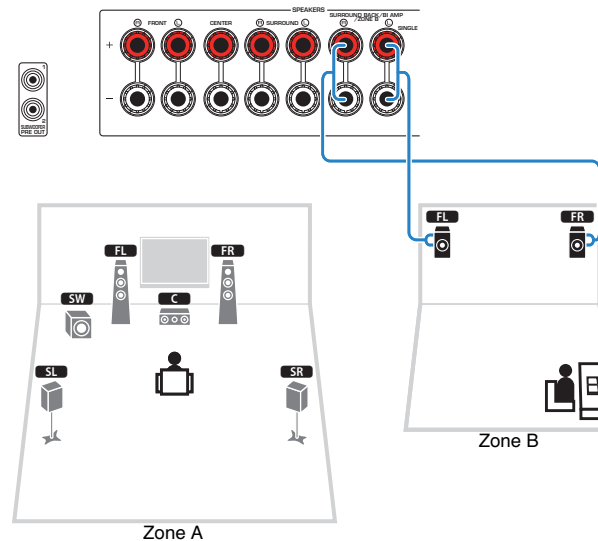 SPEAKERS
SURROUND BACK/BI AMP
/ZONE B
R FRONT L CENTER R SURROUND L R L SINGLE
+
−
1
2
SUBWOOFER
PRE OUT
FL FR
FL FR
SW C
SL SR
Zone B
Zone A